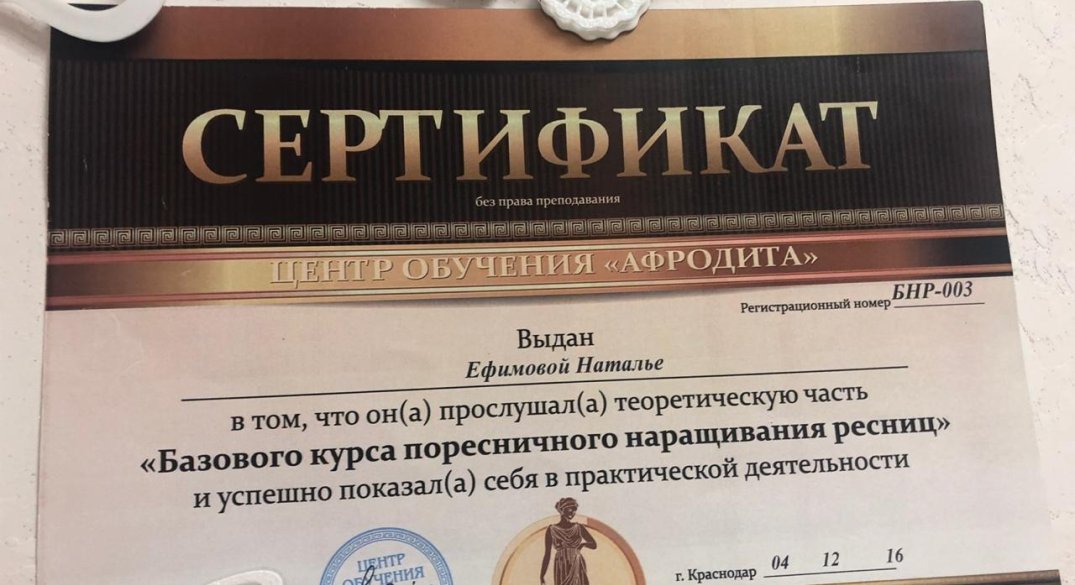 СЕРТИФИКАТ
без права преподавания
ЦЕНТР ОБУЧЕНИЯ «АФРОДИТА»
Регистрационный номер БНР-003
Выдан
Ефимовой Наталье
в том, что он(а) прослушал(а) теоретическую часть
«Базового курса поресничного наращивания ресниц»
и успешно показал(а) себя в практической деятельности
ЦЕНТР
ОБУЧЕНИЯ
г. Краснодар 04 12 16